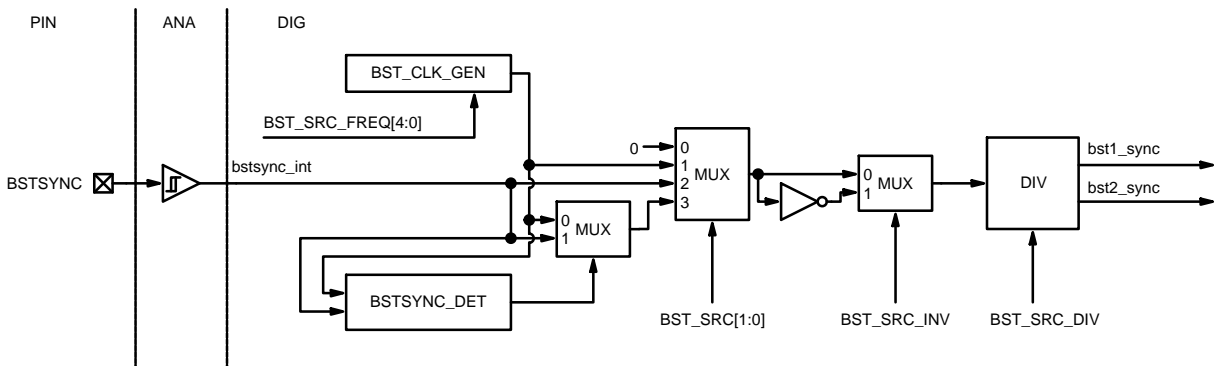 PIN ANA DIG
BST_CLK_GEN
BST_SRC_FREQ[4:0]
BSTSYNC
bstsync_int
0
0
1
2
3
MUX
0
1
MUX
BSTSYNC_DET
0
1
MUX
DIV
bst1_sync
bst2_sync
BST_SRC[1:0]
BST_SRC_INV
BST_SRC_DIV